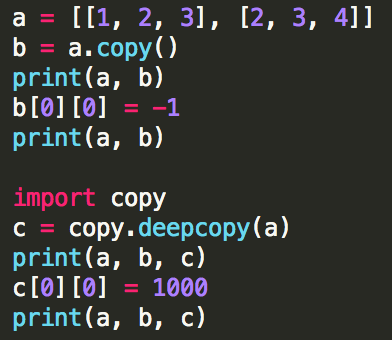 a = [[1, 2, 3], [2, 3, 4]]
b = a.copy()
print(a, b)
b[0][0] = -1
print(a, b)
import copy
c = copy.deepcopy(a)
print(a, b, c)
c[0][0] = 1000
print(a, b, c)